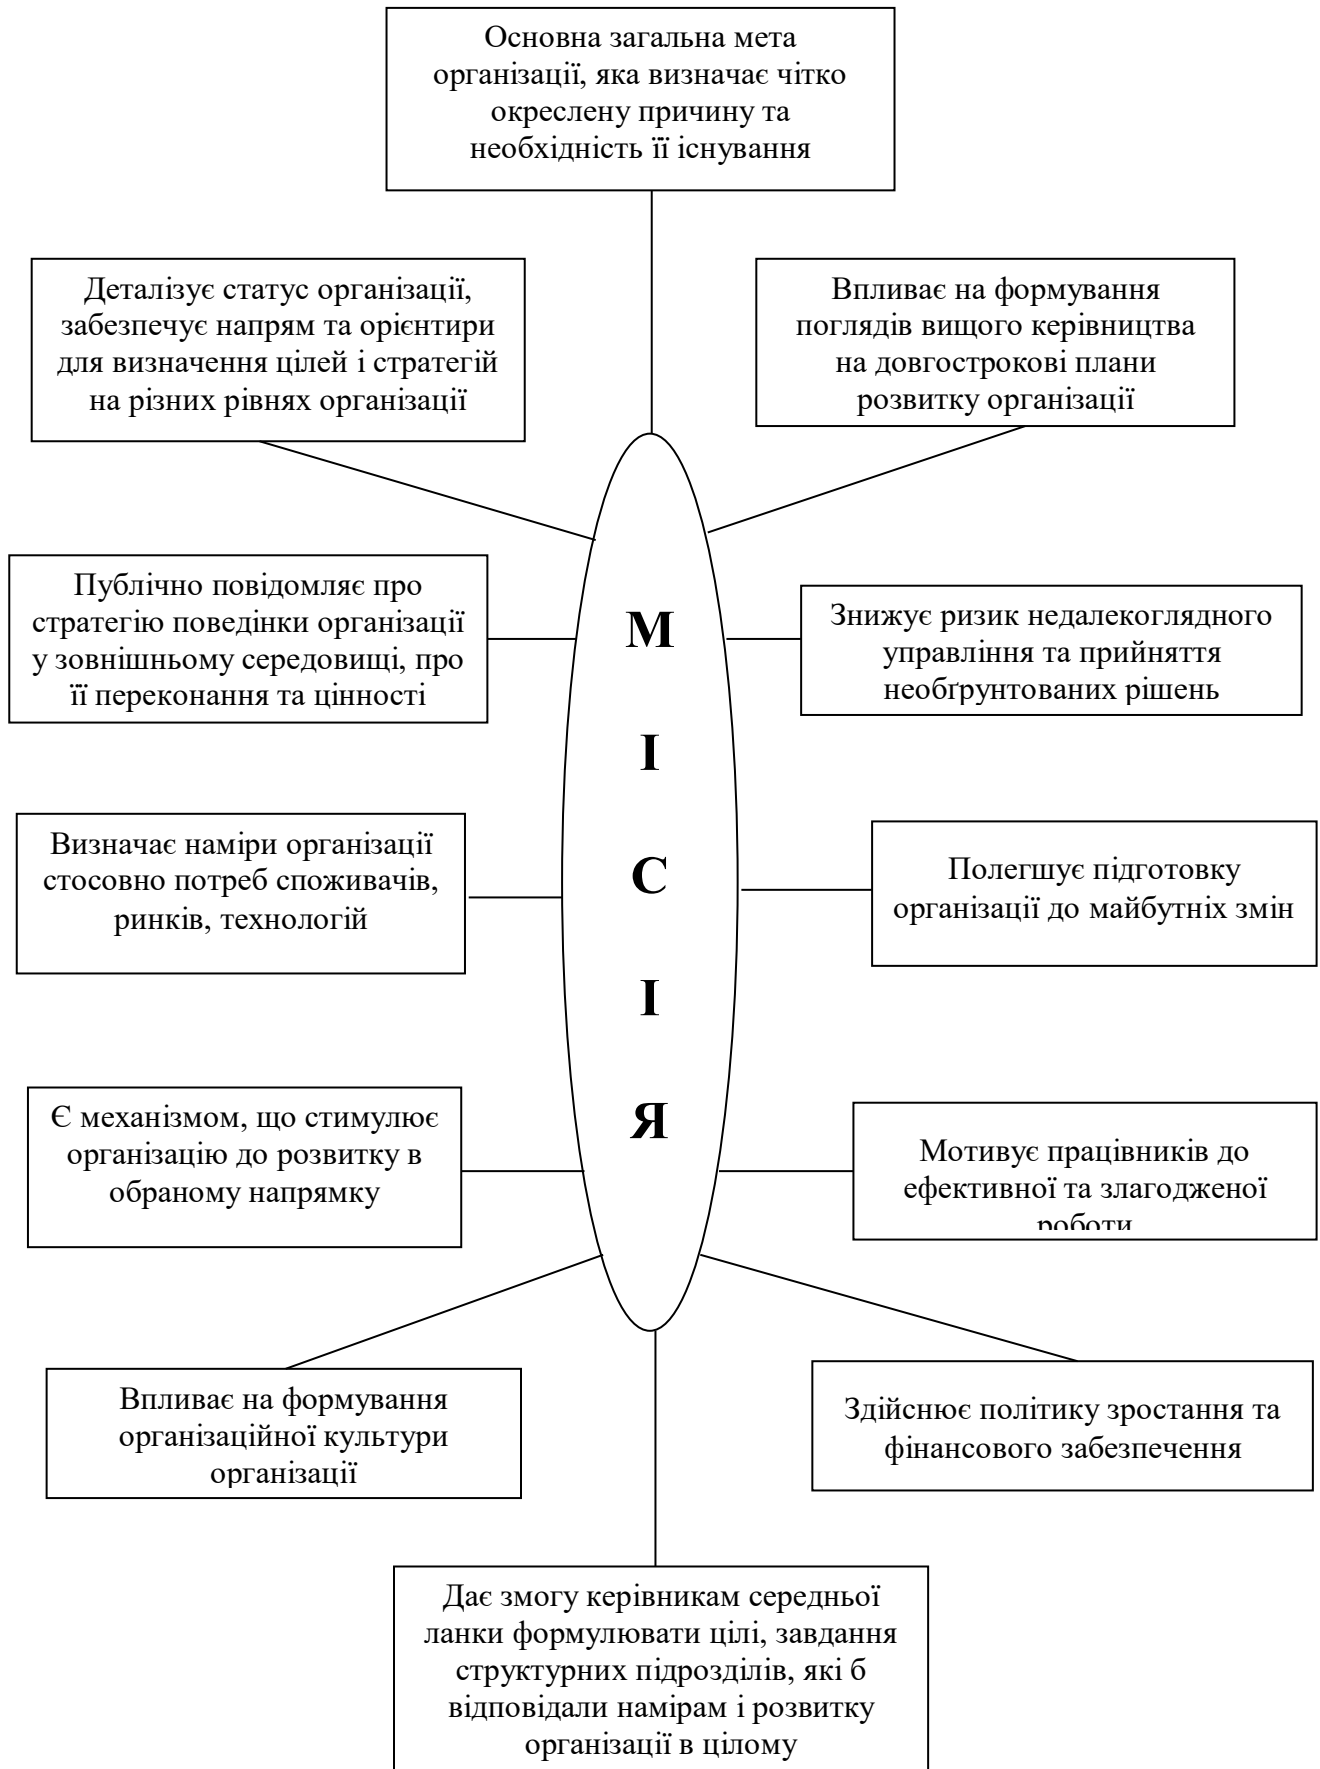 Основна загальна мета
організації, яка визначає чітко
окреслену причину та
необхідність її існування
Деталізує статус організації,
забезпечує напрям та орієнтири
для визначення цілей і стратегій
на різних рівнях організації
Впливає на формування
поглядів вищого керівництва
на довгострокові плани
розвитку організації
Публічно повідомляє про
стратегію поведінки організації
у зовнішньому середовищі, про
її переконання та цінності
М
І
С
І
Я
Знижує ризик недалекоглядного
управління та прийняття
необґрунтованих рішень
Визначає наміри організації
стосовно потреб споживачів,
ринків, технологій
Полегшує підготовку
організації до майбутніх змін
Є механізмом, що стимулює
організацію до розвитку в
обраному напрямку
Мотивує працівників до
ефективної та злагодженої
роботи
Впливає на формування
організаційної культури
організації
Здійснює політику зростання та
фінансового забезпечення
Дає змогу керівникам середньої
ланки формулювати цілі, завдання
структурних підрозділів, які б
відповідали намірам і розвитку
організації в цілому